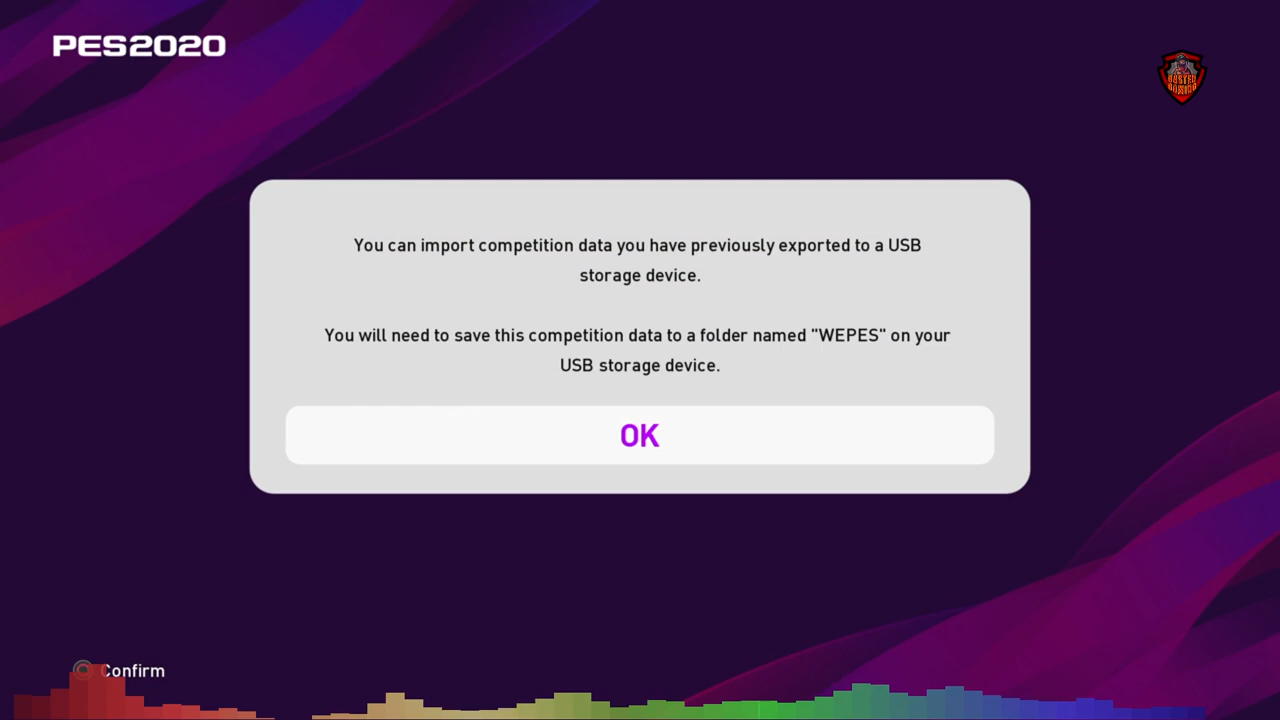 PES2020
You can import competition data you have previously exported to a USB
storage device.
You will need to save this competition data to a folder named "WEPES" on your
USB storage device.
OK
Confirm